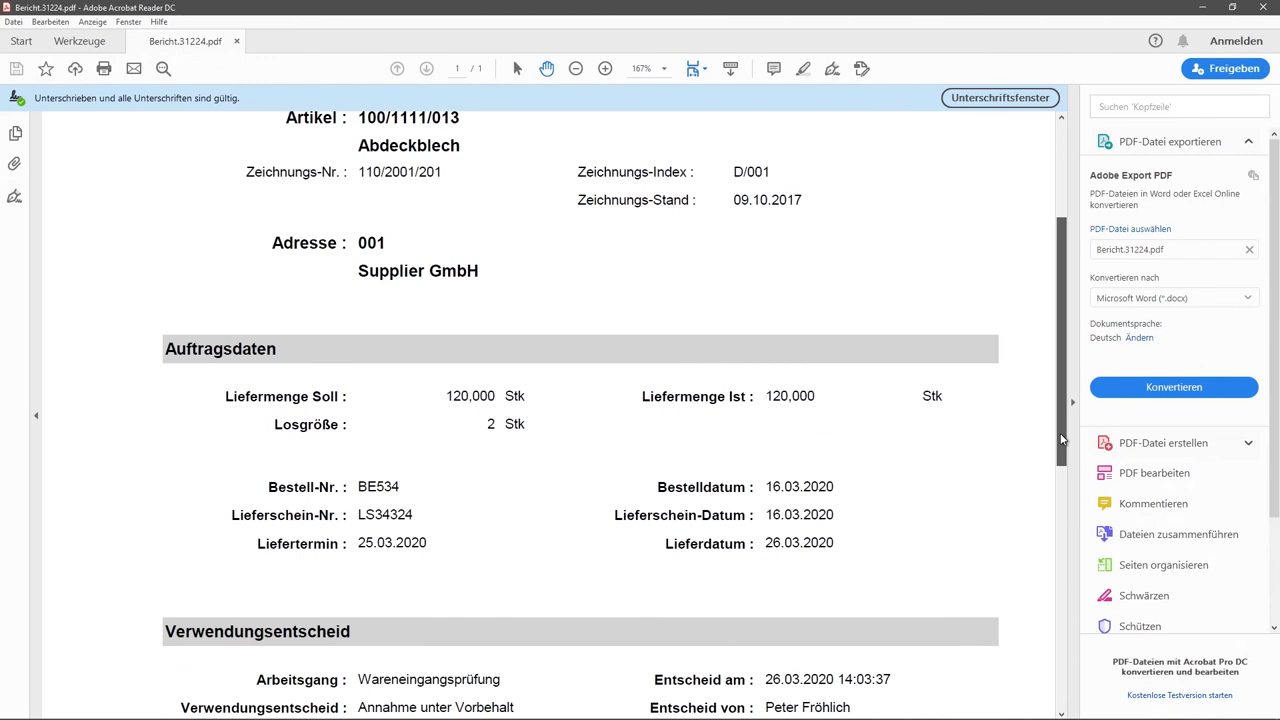 Bericht.31224.pdf - Adobe Acrobat Reader DC
Datei Bearbeiten Anzeige Fenster Hilfe
Start Werkzeuge Bericht.31224.pdf × Anmelden
1 / 1 167% Freigeben
Unterschrieben und alle Unterschriften sind gültig. Unterschriftsfenster
Artikel : 100/1111/013
Abdeckblech
Zeichnungs-Nr. : 110/2001/201 Zeichnungs-Index : D/001
Zeichnungs-Stand : 09.10.2017
Adresse : 001
Supplier GmbH
Auftragsdaten
Liefermenge Soll : 120,000 Stk Liefermenge Ist : 120,000 Stk
Losgröße : 2 Stk
Bestell-Nr. : BE534 Bestelldatum : 16.03.2020
Lieferschein-Nr. : LS34324 Lieferschein-Datum : 16.03.2020
Liefertermin : 25.03.2020 Lieferdatum : 26.03.2020
Verwendungsentscheid
Arbeitsgang : Wareneingangsprüfung Entscheid am : 26.03.2020 14:03:37
Verwendungsentscheid : Annahme unter Vorbehalt Entscheid von : Peter Fröhlich
Suchen 'Kopfzeile'
PDF-Datei exportieren
Adobe Export PDF
PDF-Dateien in Word oder Excel Online
konvertieren
PDF-Datei auswählen
Bericht.31224.pdf
Konvertieren nach
Microsoft Word (*.docx)
Dokumentsprache:
Deutsch Ändern
Konvertieren
PDF-Datei erstellen
PDF bearbeiten
Kommentieren
Dateien zusammenführen
Seiten organisieren
Schwärzen
Schützen
PDF-Dateien mit Acrobat Pro DC
konvertieren und bearbeiten
Kostenlose Testversion starten